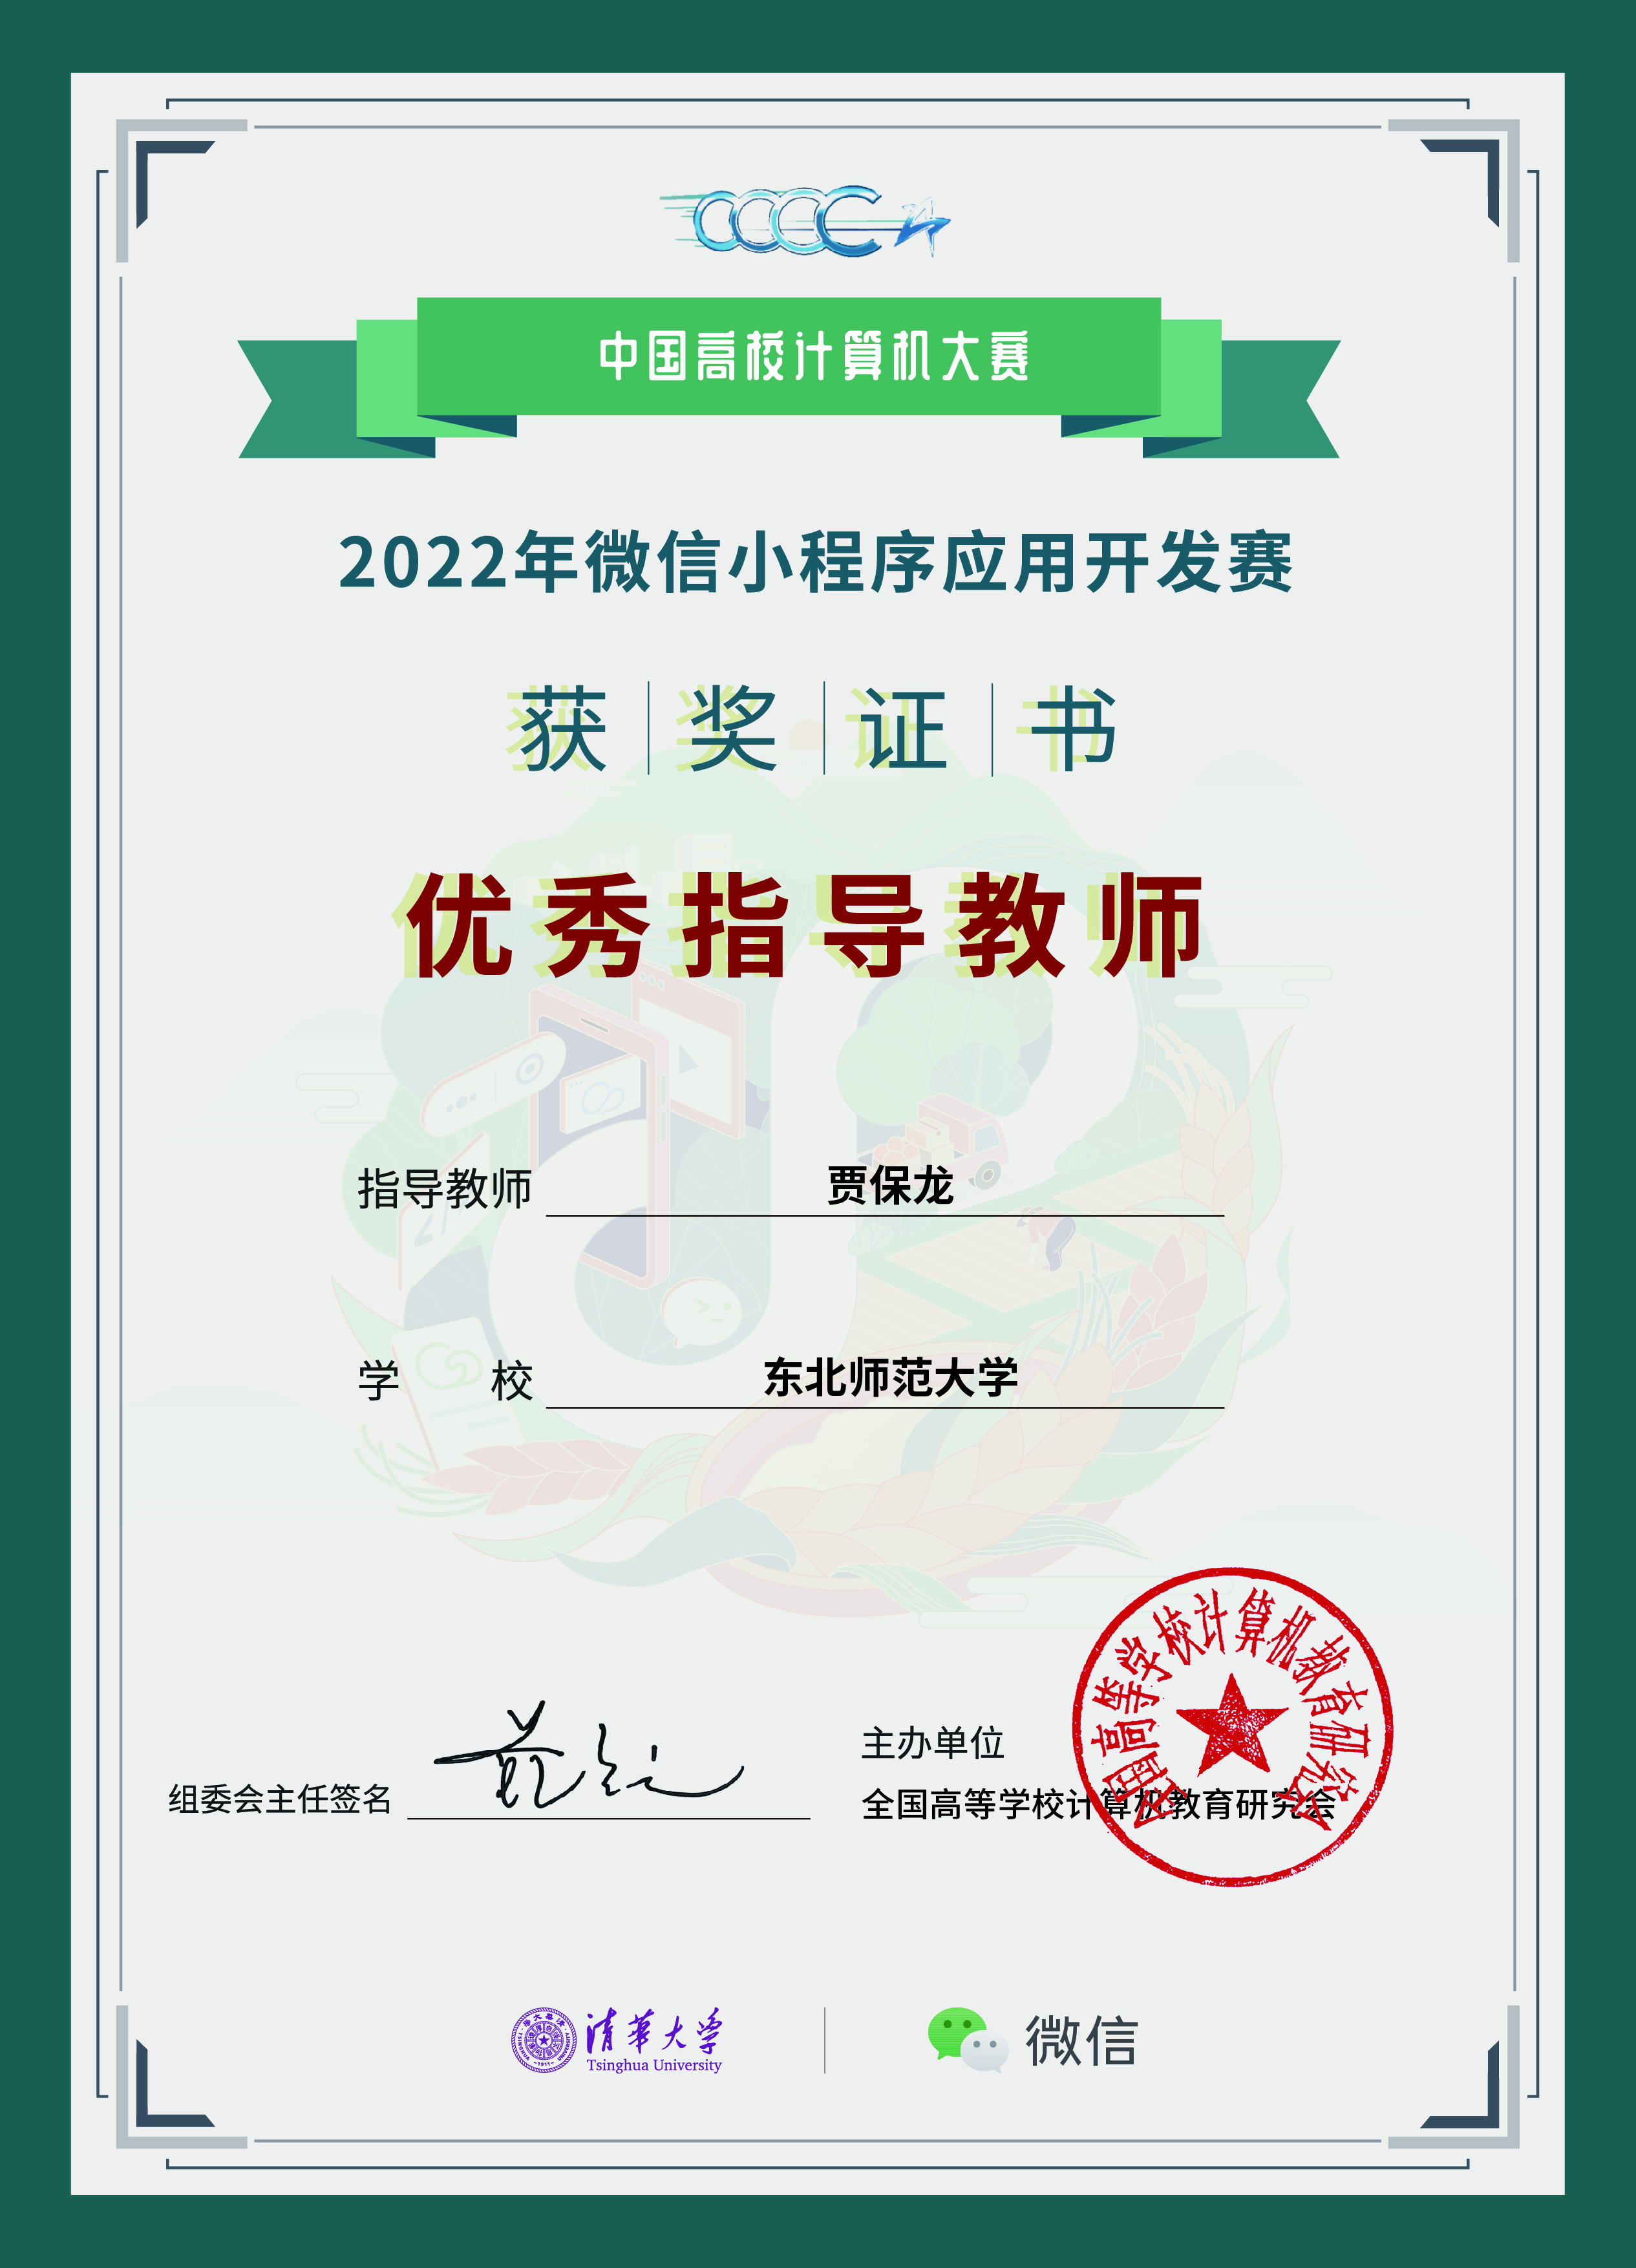 CCCC
中国高校计算机大赛
2022年微信小程序应用开发赛
获奖证书
优秀指导教师
指导教师 贾保龙
学 校 东北师范大学
全国高等学校计算机教育研究会
主办单位
组委会主任签名
全国高等学校计算机教育研究会
清华大学
Tsinghua University
微信